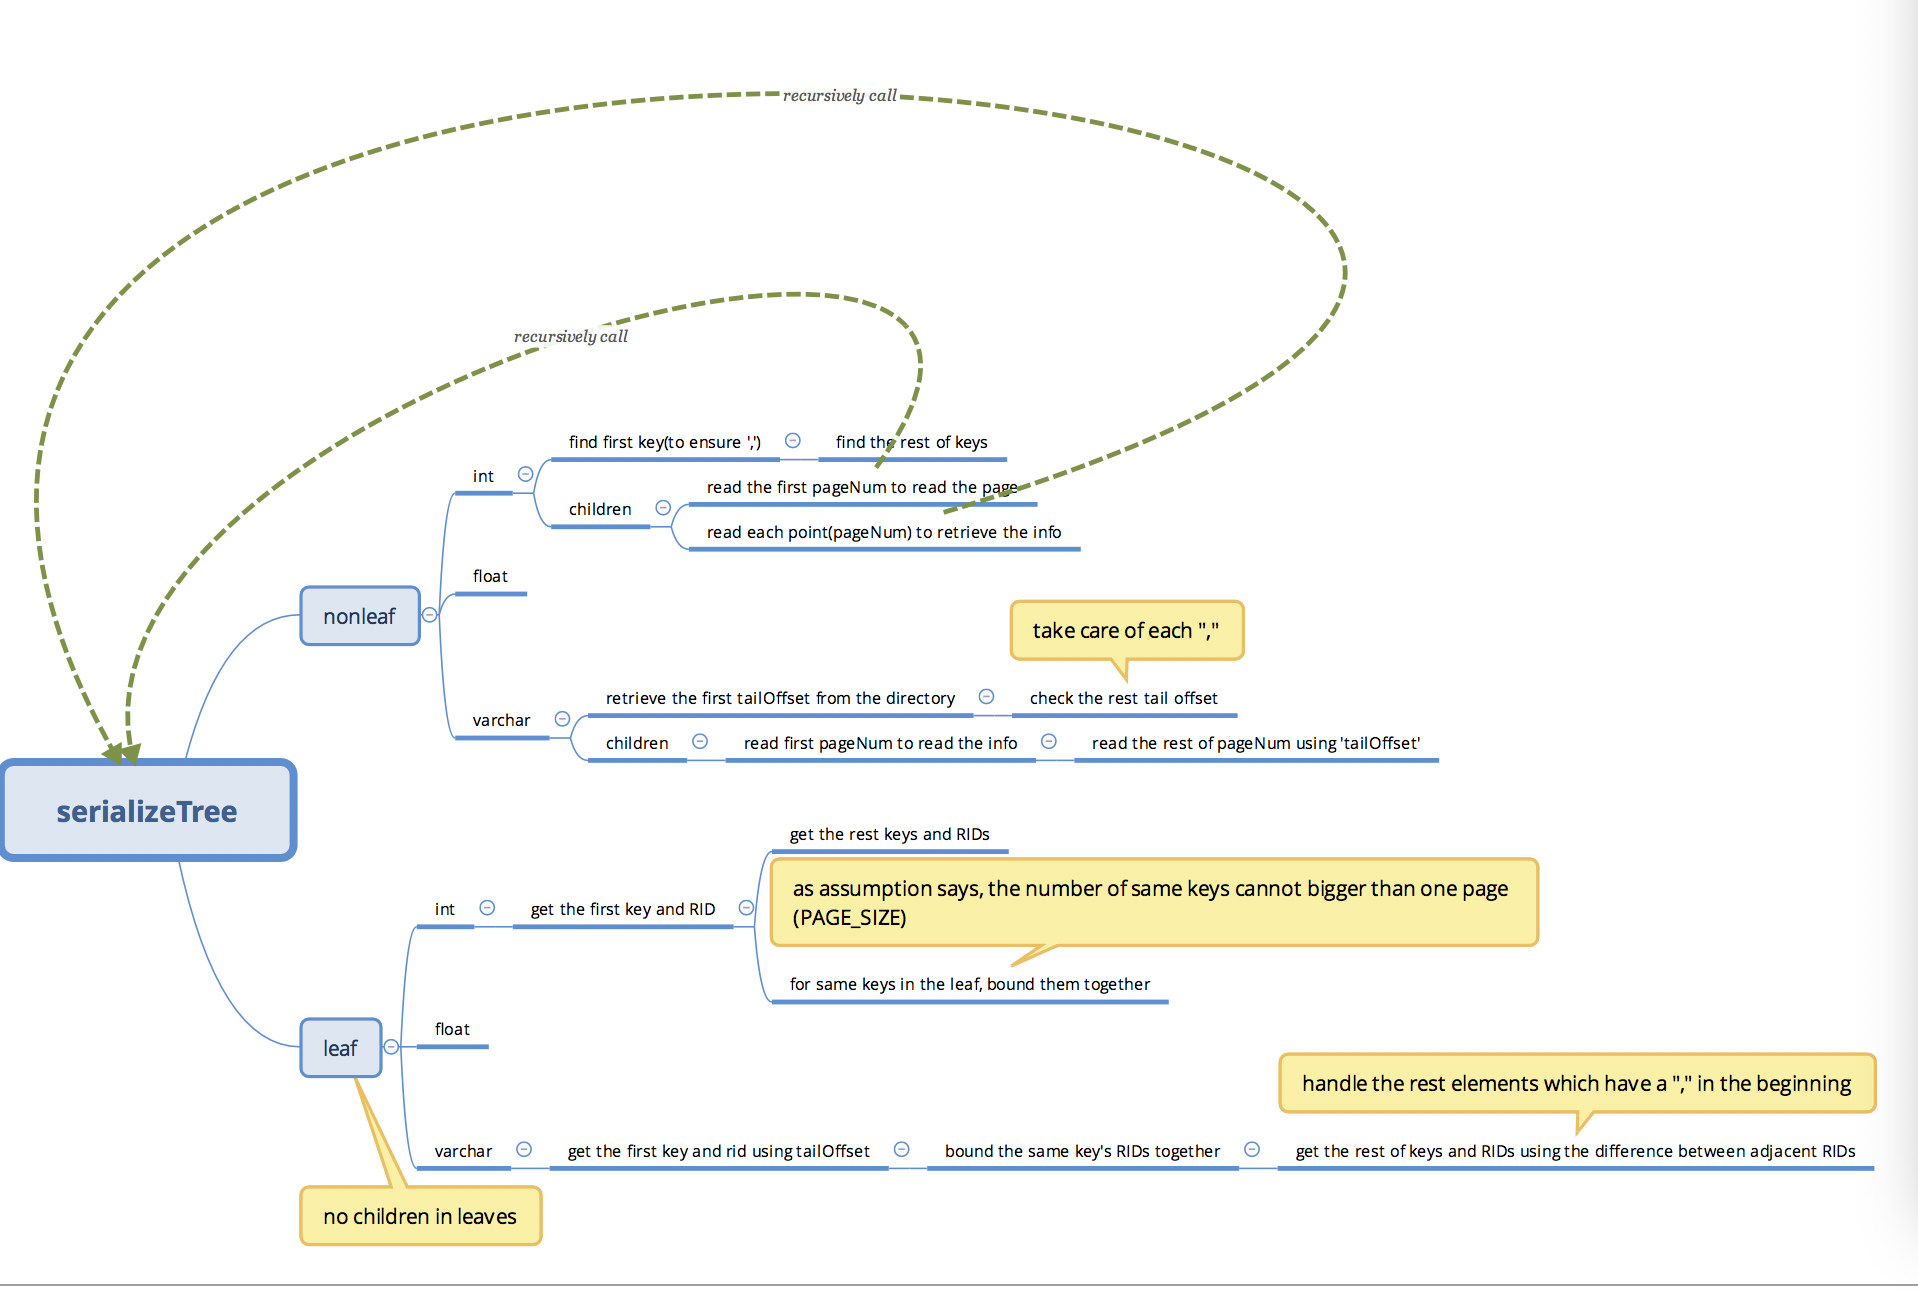 recursively call
recursively call
find first key(to ensure ',')
find the rest of keys
int
read the first pageNum to read the page
children
read each point(pageNum) to retrieve the info
float
nonleaf
take care of each ","
retrieve the first tailOffset from the directory
check the rest tail offset
varchar
children
read first pageNum to read the info
read the rest of pageNum using 'tailOffset'
serializeTree
get the rest keys and RIDs
as assumption says, the number of same keys cannot bigger than one page
(PAGE_SIZE)
int
get the first key and RID
for same keys in the leaf, bound them together
float
leaf
handle the rest elements which have a "," in the beginning
varchar
get the first key and rid using tailOffset
bound the same key's RIDs together
get the rest of keys and RIDs using the difference between adjacent RIDs
no children in leaves